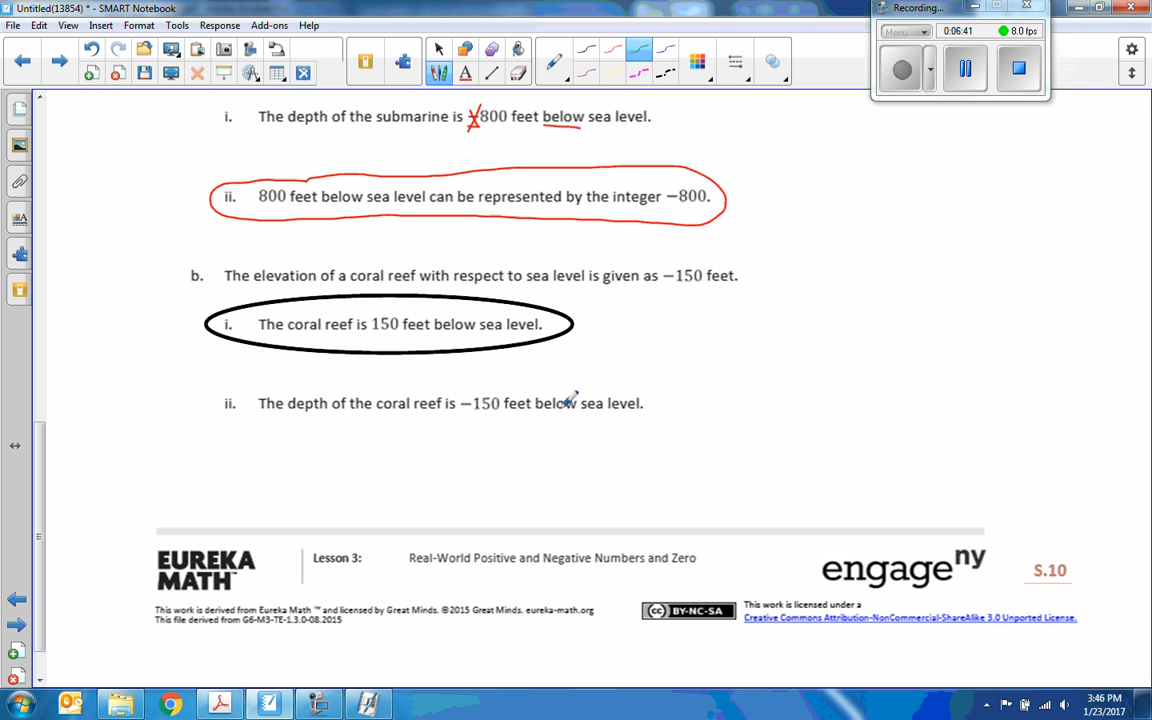 Untitled(13854) * - SMART Notebook
Recording...
File Edit View Insert Format Tools Response Add-ons Help
Menu 0:06:41 8.0 fps
i. The depth of the submarine is −800 feet below sea level.
ii. 800 feet below sea level can be represented by the integer −800.
b. The elevation of a coral reef with respect to sea level is given as −150 feet.
i. The coral reef is 150 feet below sea level.
ii. The depth of the coral reef is −150 feet below sea level.
EUREKA MATH™
Lesson 3: Real-World Positive and Negative Numbers and Zero
engage ny
S.10
This work is derived from Eureka Math ™ and licensed by Great Minds. ©2015 Great Minds. eureka-math.org
This file derived from G6-M3-TE-1.3.0-08.2015
(cc) BY-NC-SA
This work is licensed under a
Creative Commons Attribution-NonCommercial-ShareAlike 3.0 Unported License.
3:46 PM
1/23/2017